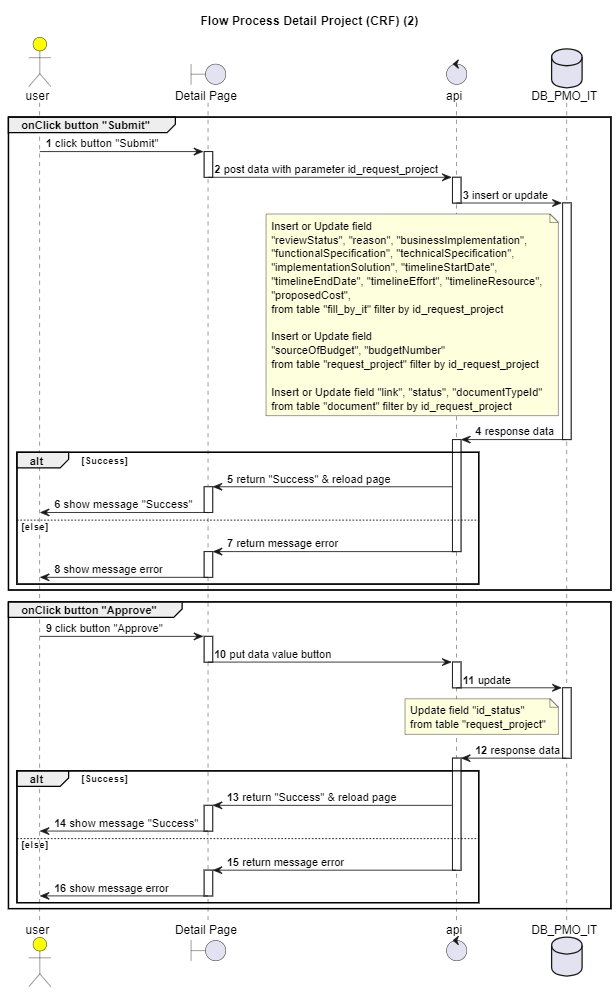 Flow Process Detail Project (CRF) (2)
user
Detail Page
api
DB_PMO_IT
onClick button "Submit"
1 click button "Submit"
2 post data with parameter id_request_project
3 insert or update
Insert or Update field
"reviewStatus", "reason", "businessImplementation",
"functionalSpecification", "technicalSpecification",
"implementationSolution", "timelineStartDate",
"timelineEndDate", "timelineEffort", "timelineResource",
"proposedCost",
from table "fill_by_it" filter by id_request_project
Insert or Update field
"sourceOfBudget", "budgetNumber"
from table "request_project" filter by id_request_project
Insert or Update field "link", "status", "documentTypeId"
from table "document" filter by id_request_project
4 response data
alt
[Success]
5 return "Success" & reload page
6 show message "Success"
[else]
7 return message error
8 show message error
onClick button "Approve"
9 click button "Approve"
10 put data value button
11 update
Update field "id_status"
from table "request_project"
12 response data
alt
[Success]
13 return "Success" & reload page
14 show message "Success"
[else]
15 return message error
16 show message error
user
Detail Page
api
DB_PMO_IT